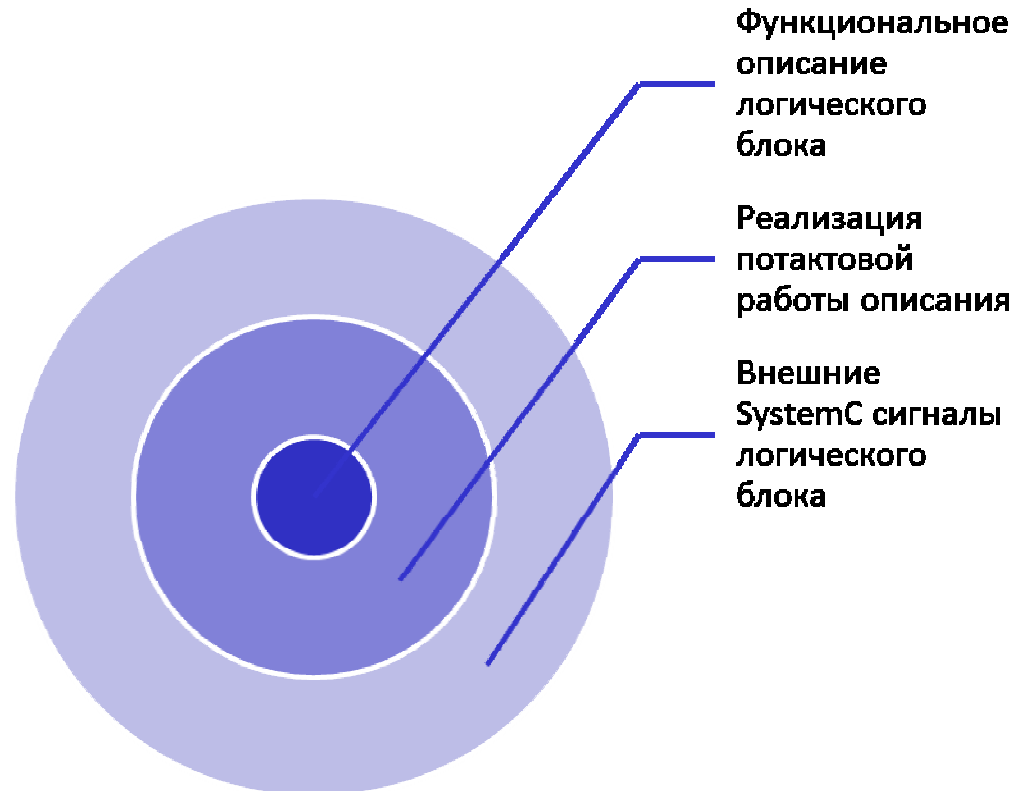 Функциональное
описание
логического
блока
Реализация
потактовой
работы описания
Внешние
SystemC сигналы
логического
блока